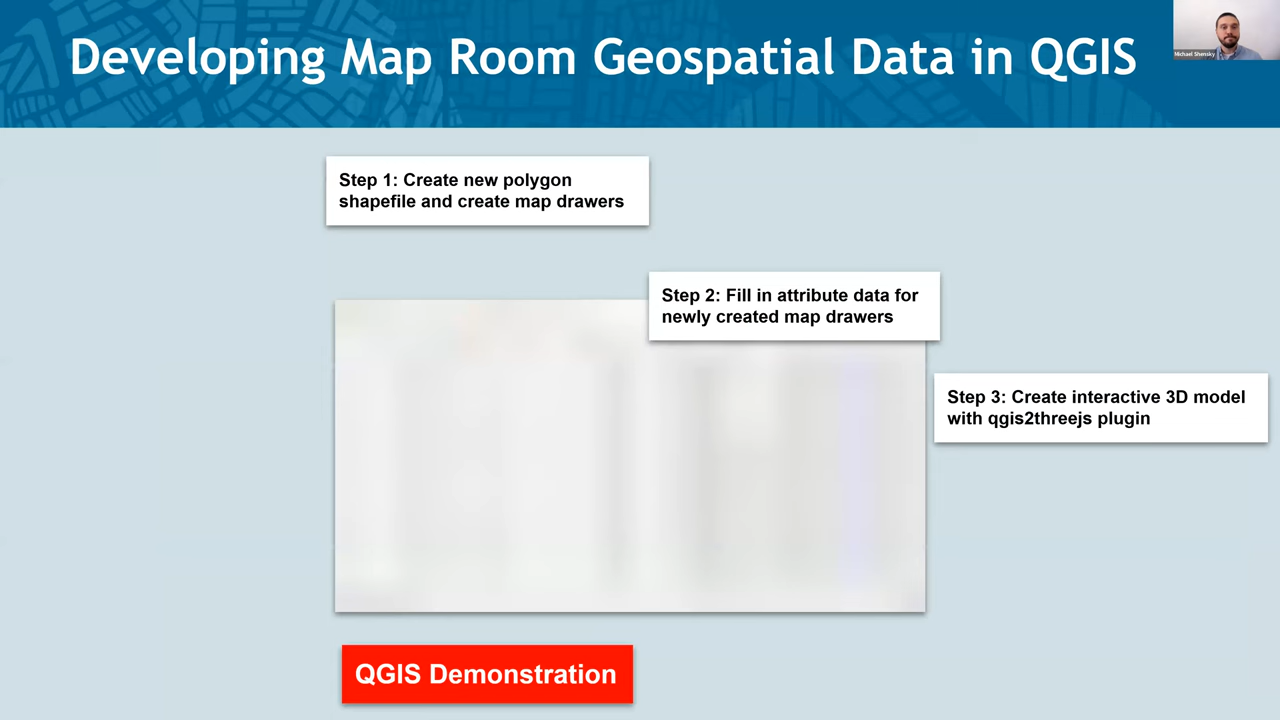 Developing Map Room Geospatial Data in QGIS
Michael Shensky
Step 1: Create new polygon
shapefile and create map drawers
Step 2: Fill in attribute data for
newly created map drawers
Step 3: Create interactive 3D model
with qgis2threejs plugin
QGIS Demonstration